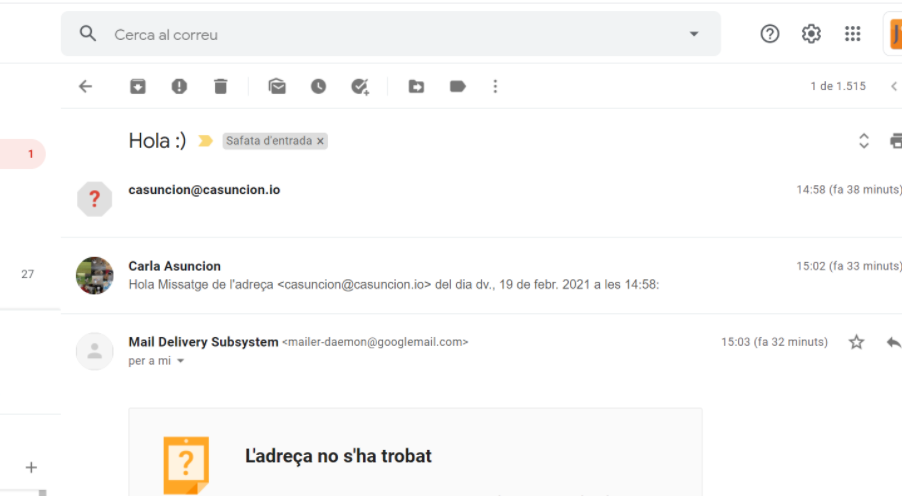 Cerca al correu
1 de 1.515
Hola :) Safata d'entrada x
1
? casuncion@casuncion.io 14:58 (fa 38 minuts)
Carla Asuncion 15:02 (fa 33 minuts)
27
Hola Missatge de l'adreça <casuncion@casuncion.io> del dia dv., 19 de febr. 2021 a les 14:58:
Mail Delivery Subsystem <mailer-daemon@googlemail.com> 15:03 (fa 32 minuts)
per a mi
? L'adreça no s'ha trobat